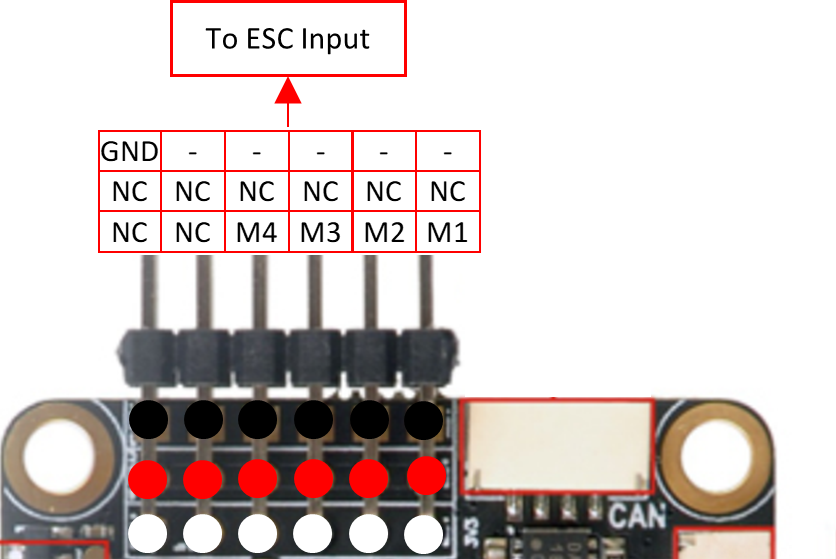 To ESC Input
GND - - - - -
NC NC NC NC NC NC
NC NC M4 M3 M2 M1
CAN
3V3